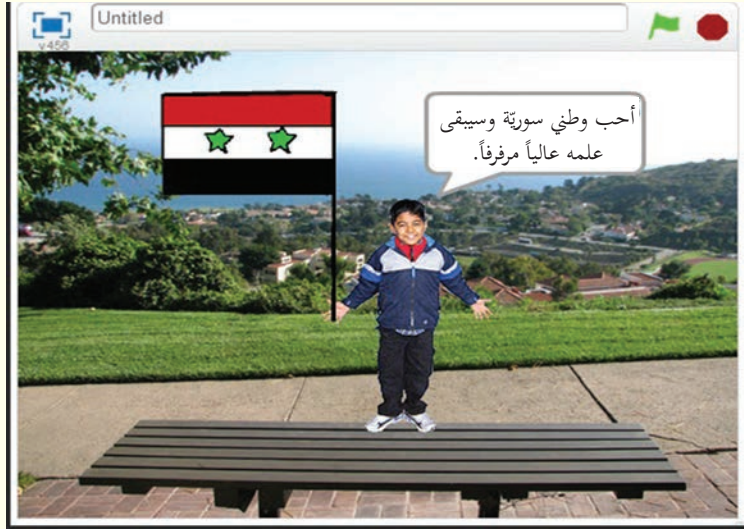 Untitled
v456
أحب وطني سوريّة وسيبقى
علمه عالياً مرفرفاً.